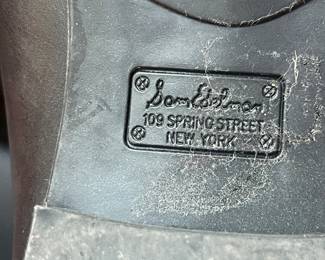 Sam Edelman
109 SPRING STREET
NEW YORK